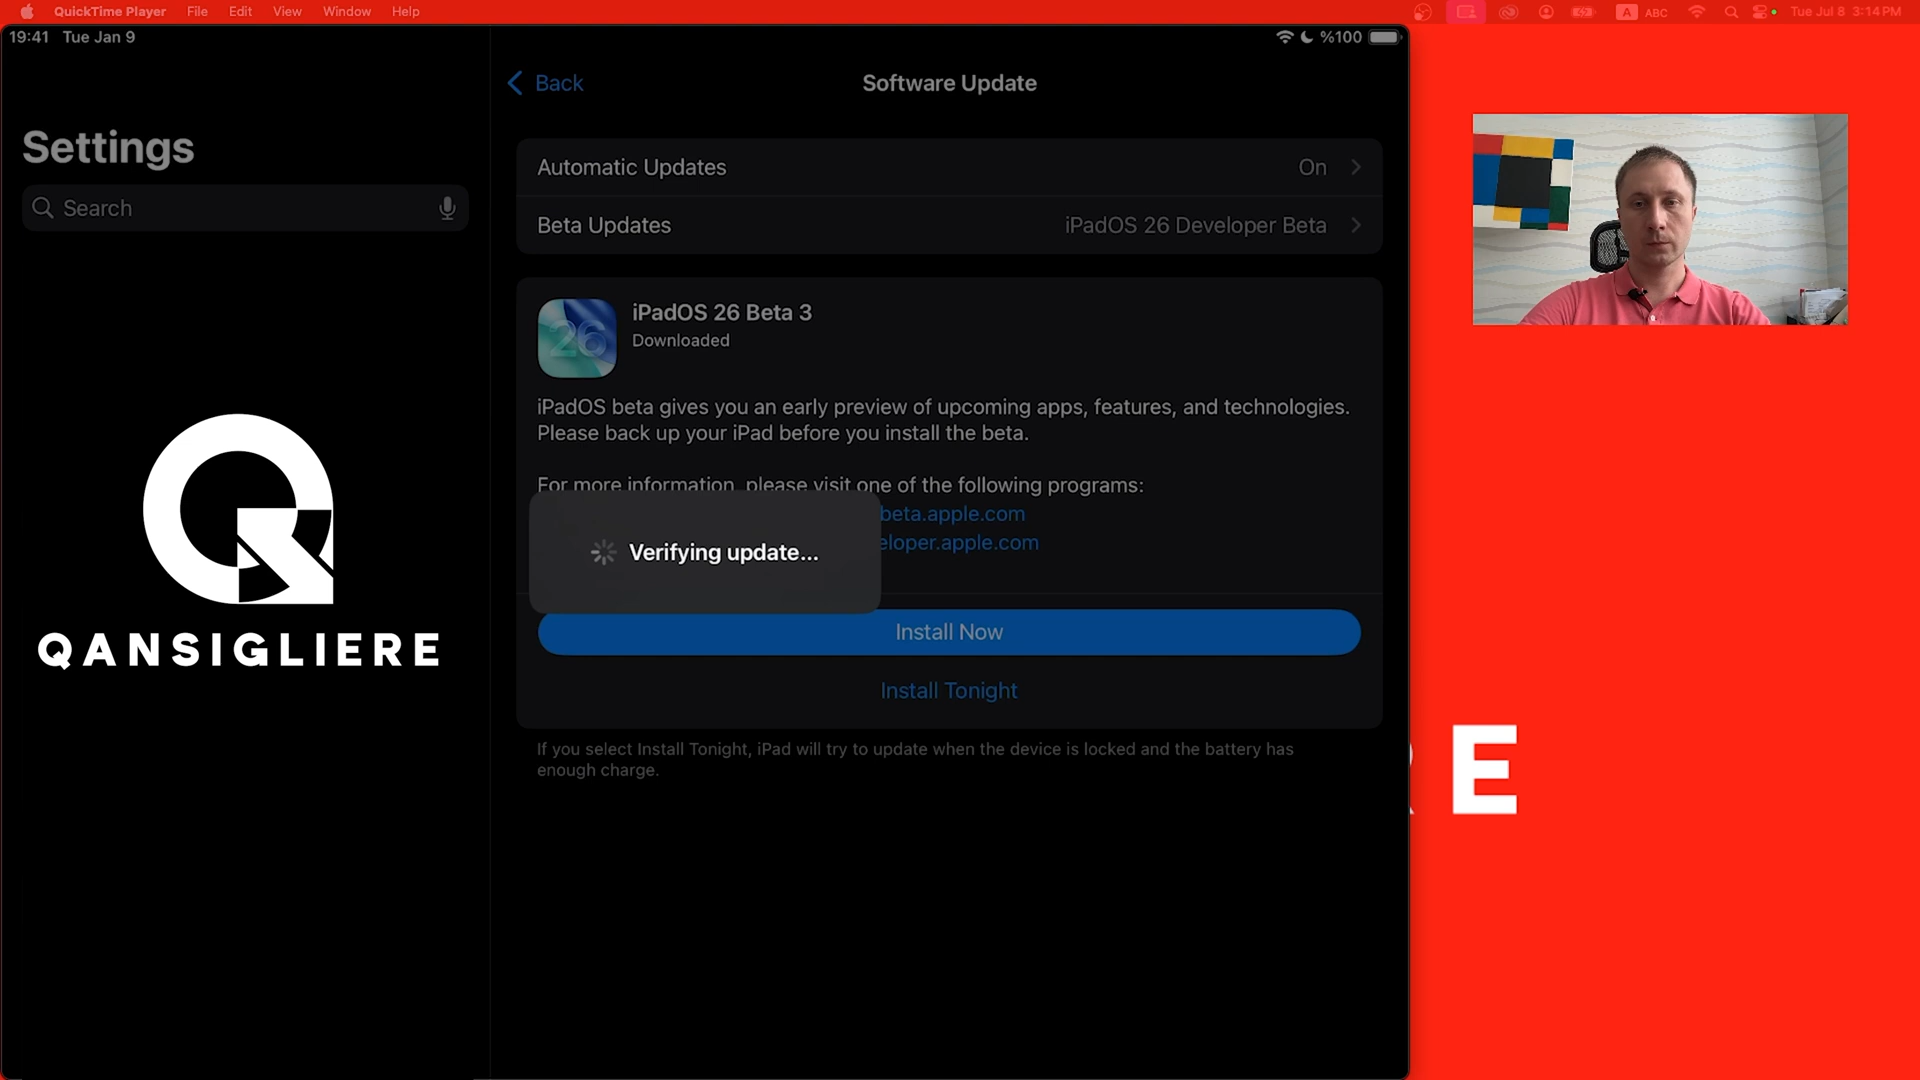 QuickTime Player File Edit View Window Help
A ABC Tue Jul 8 3:14 PM
19:41 Tue Jan 9
%100
Back
Software Update
Settings
Search
Automatic Updates On
Beta Updates iPadOS 26 Developer Beta
26
iPadOS 26 Beta 3
Downloaded
iPadOS beta gives you an early preview of upcoming apps, features, and technologies.
Please back up your iPad before you install the beta.
For more information, please visit one of the following programs:
beta.apple.com
eloper.apple.com
Verifying update...
Install Now
Install Tonight
If you select Install Tonight, iPad will try to update when the device is locked and the battery has
enough charge.
QANSIGLIERE
E